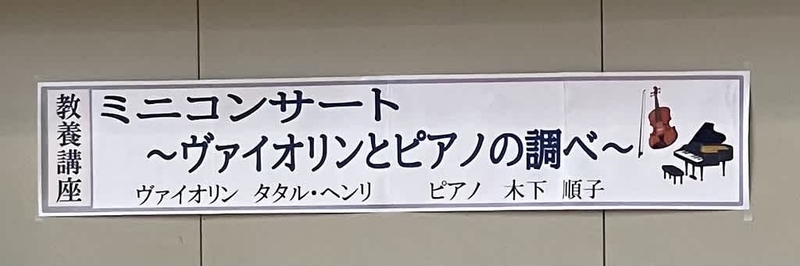 教養講座
ミニコンサート
～ヴァイオリンとピアノの調べ～
ヴァイオリン タタル・ヘンリ ピアノ 木下 順子